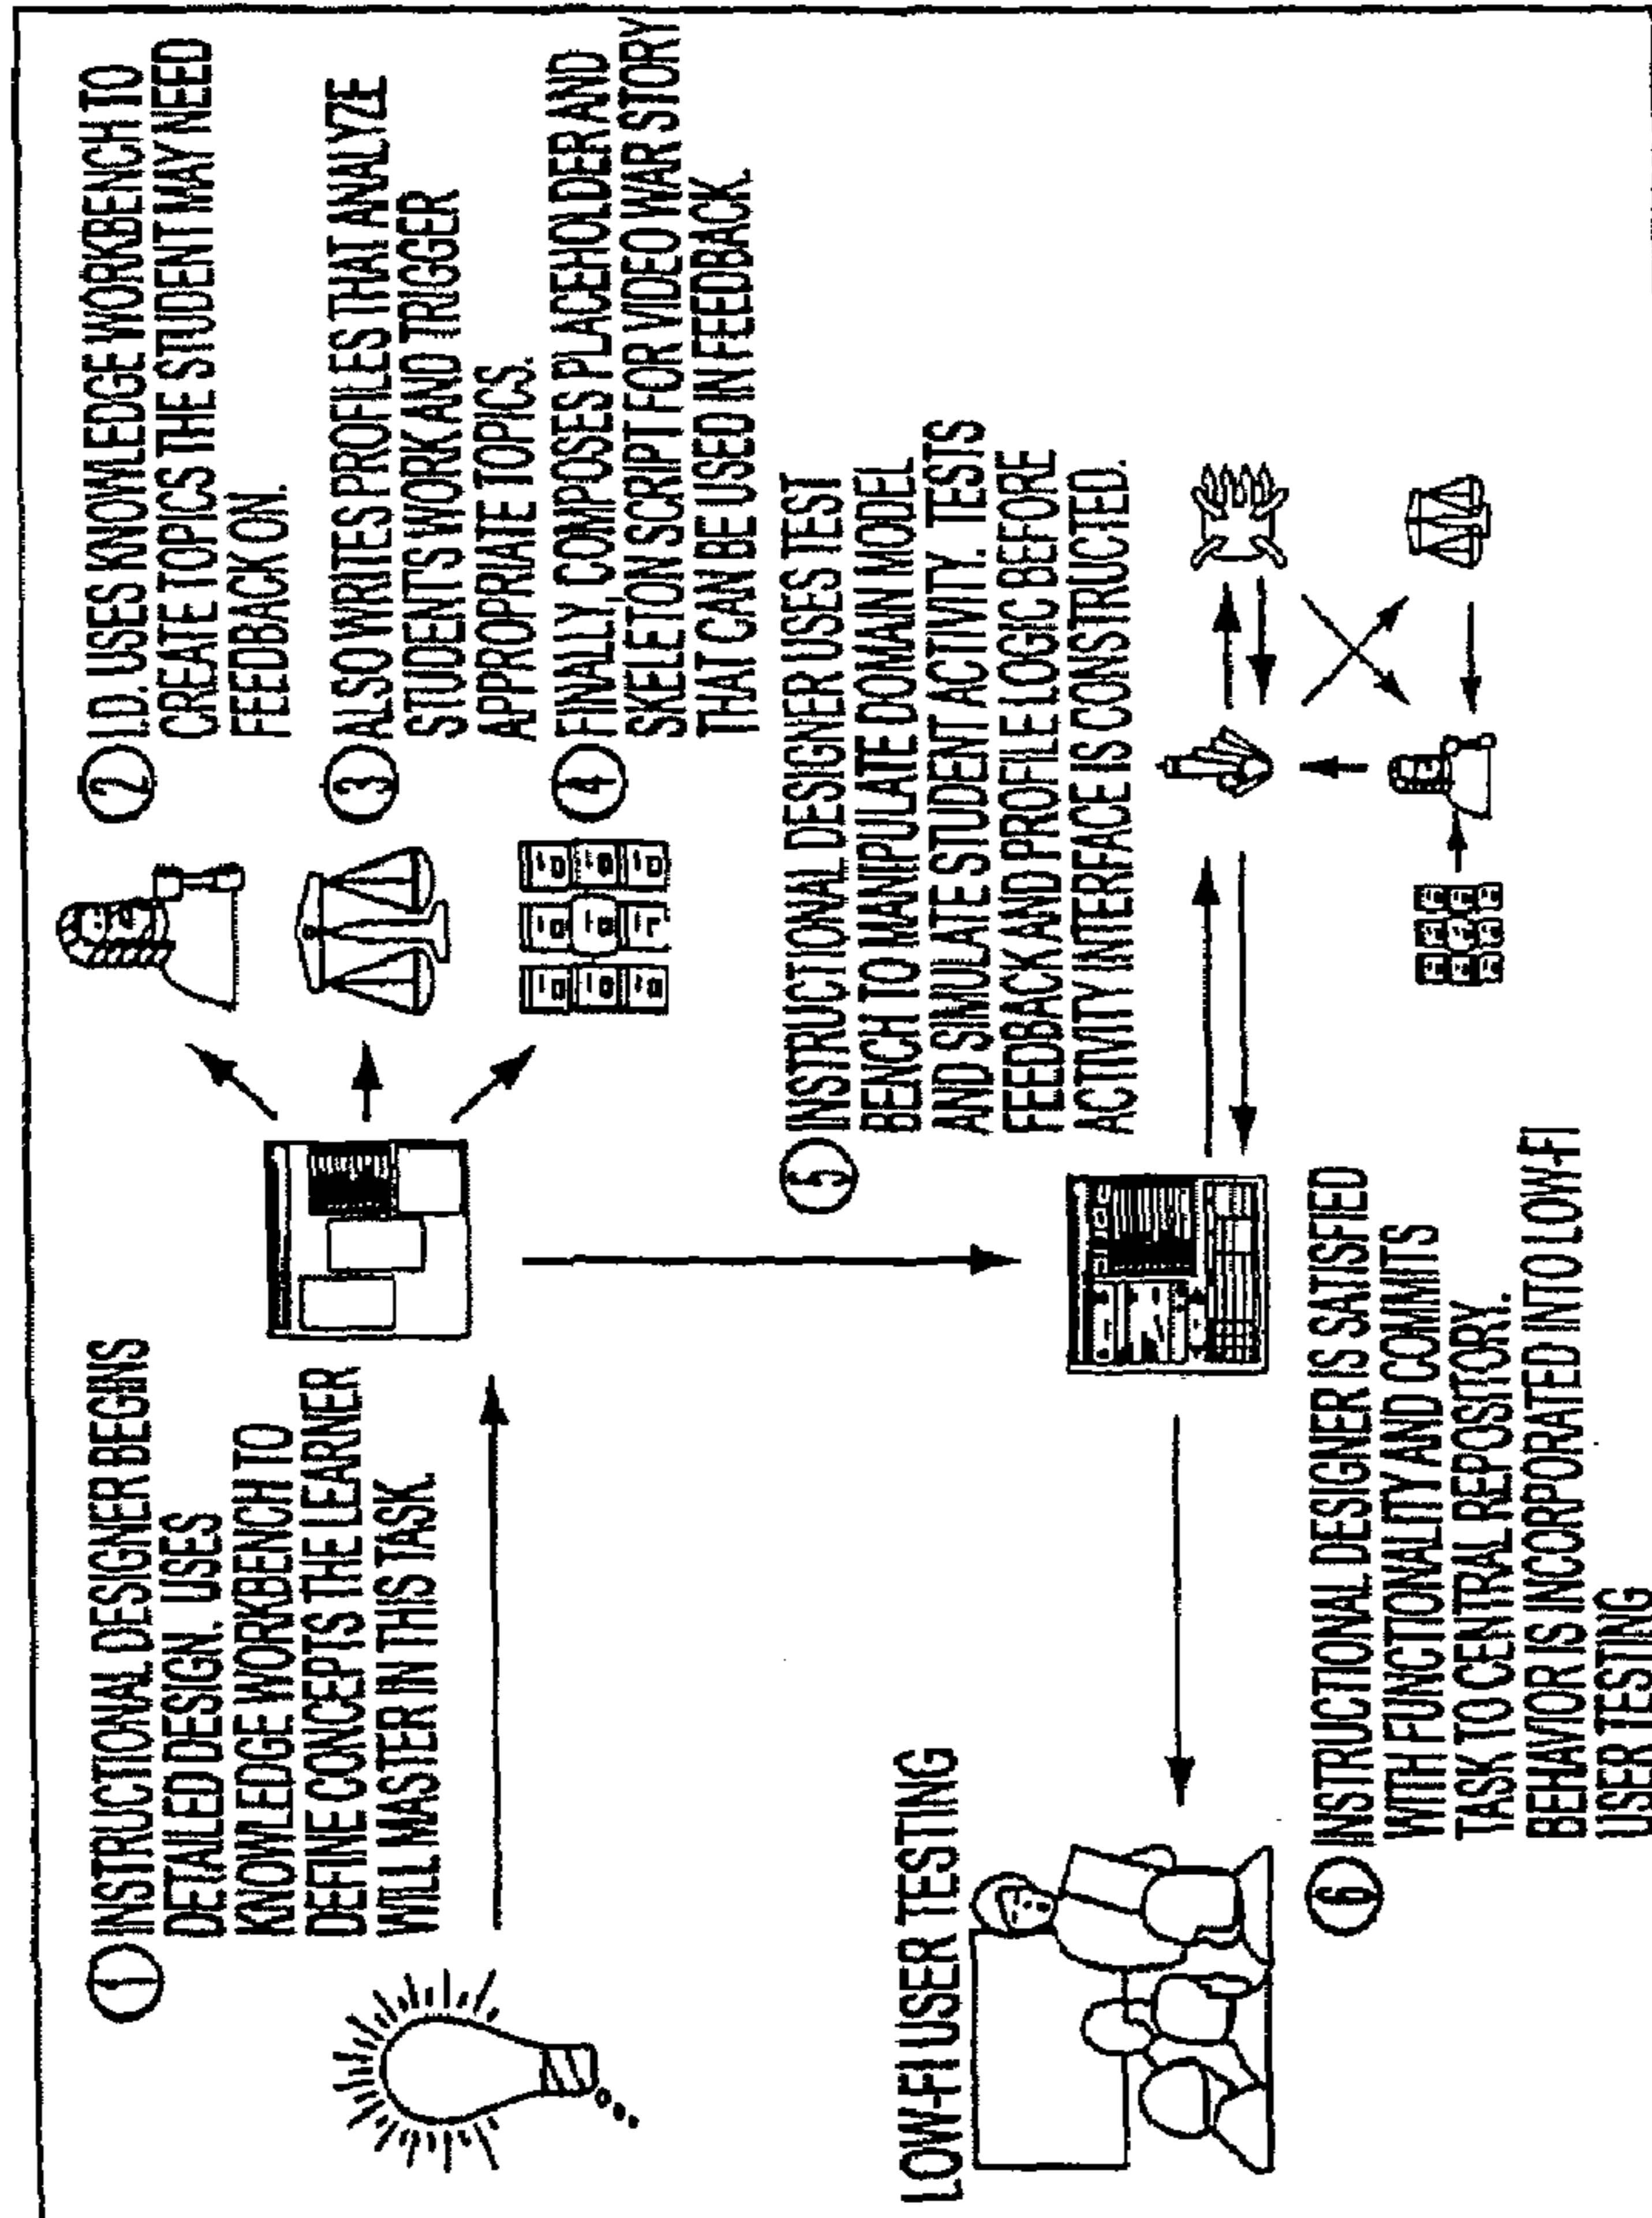 ① INSTRUCTIONAL DESIGNER BEGINS
DETAILED DESIGN. USES
KNOWLEDGE WORKBENCH TO
DEFINE CONCEPTS THE LEARNER
WILL MASTER IN THIS TASK.
② I.D. USES KNOWLEDGE WORKBENCH TO
CREATE TOPICS THE STUDENT MAY NEED
FEEDBACK ON.
③ ALSO WRITES PROFILES THAT ANALYZE
STUDENTS WORK AND TRIGGER
APPROPRIATE TOPICS.
④ FINALLY, COMPOSES PLACEHOLDER AND
SKELETON SCRIPT FOR VIDEO WAR STORY
THAT CAN BE USED IN FEEDBACK.
⑤ INSTRUCTIONAL DESIGNER USES TEST
BENCH TO MANIPULATE DOMAIN MODEL
AND SIMULATE STUDENT ACTIVITY. TESTS
FEEDBACK AND PROFILE LOGIC BEFORE
ACTIVITY INTERFACE IS CONSTRUCTED.
LOW-FI USER TESTING
⑥ INSTRUCTIONAL DESIGNER IS SATISFIED
WITH FUNCTIONALITY AND COMMITS
TASK TO CENTRAL REPOSITORY.
BEHAVIOR IS INCORPORATED INTO LOW-FI
USER TESTING